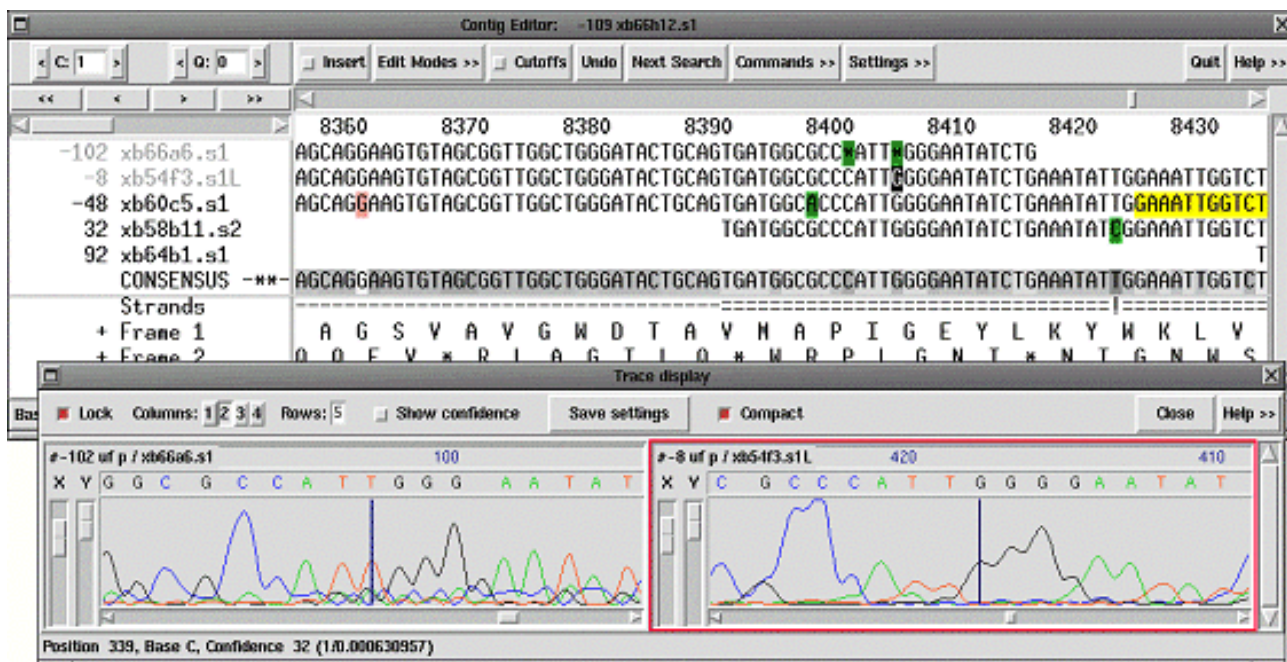 Contig Editor: -109 xb66h12.s1
< C: 1 > < Q: 0 > Insert Edit Modes >> Cutoffs Undo Next Search Commands >> Settings >> Quit Help >>
<< < > >>
8360 8370 8380 8390 8400 8410 8420 8430
-102 xb66a6.s1 AGCAGGAAGTGTAGCGGTTGGCTGGGATACTGCAGTGATGGCGCC*ATT*GGGAATATCTG
-8 xb54f3.s1L AGCAGGAAGTGTAGCGGTTGGCTGGGATACTGCAGTGATGGCGCCCATTGGGGAATATCTGAAATATTGGAAATTGGTCT
-48 xb60c5.s1 AGCAGGAAGTGTAGCGGTTGGCTGGGATACTGCAGTGATGGCACCCATTGGGGAATATCTGAAATATTGGAAATTGGTCT
32 xb58b11.s2 TGATGGCGCCCATTGGGGAATATCTGAAATATCGGAAATTGGTCT
92 xb64b1.s1 T
CONSENSUS -**- AGCAGGAAGTGTAGCGGTTGGCTGGGATACTGCAGTGATGGCGCCCATTGGGGAATATCTGAAATATTGGAAATTGGTCT
Strands -----------------------------------================================!============
+ Frame 1 A G S V A V G W D T A V M A P I G E Y L K Y W K L V
+ Frame 2
Trace display
Bas
Lock Columns: 1 2 3 4 Rows: 5 Show confidence Save settings Compact Close Help >>
#-102 uf p / xb66a6.s1 100
X Y G G C G C C A T T G G G A A T A T
#-8 uf p / xb54f3.s1L 420 410
X Y C G C C C A T T G G G G A A T A T
Position 339, Base C, Confidence 32 (1/0.000630957)